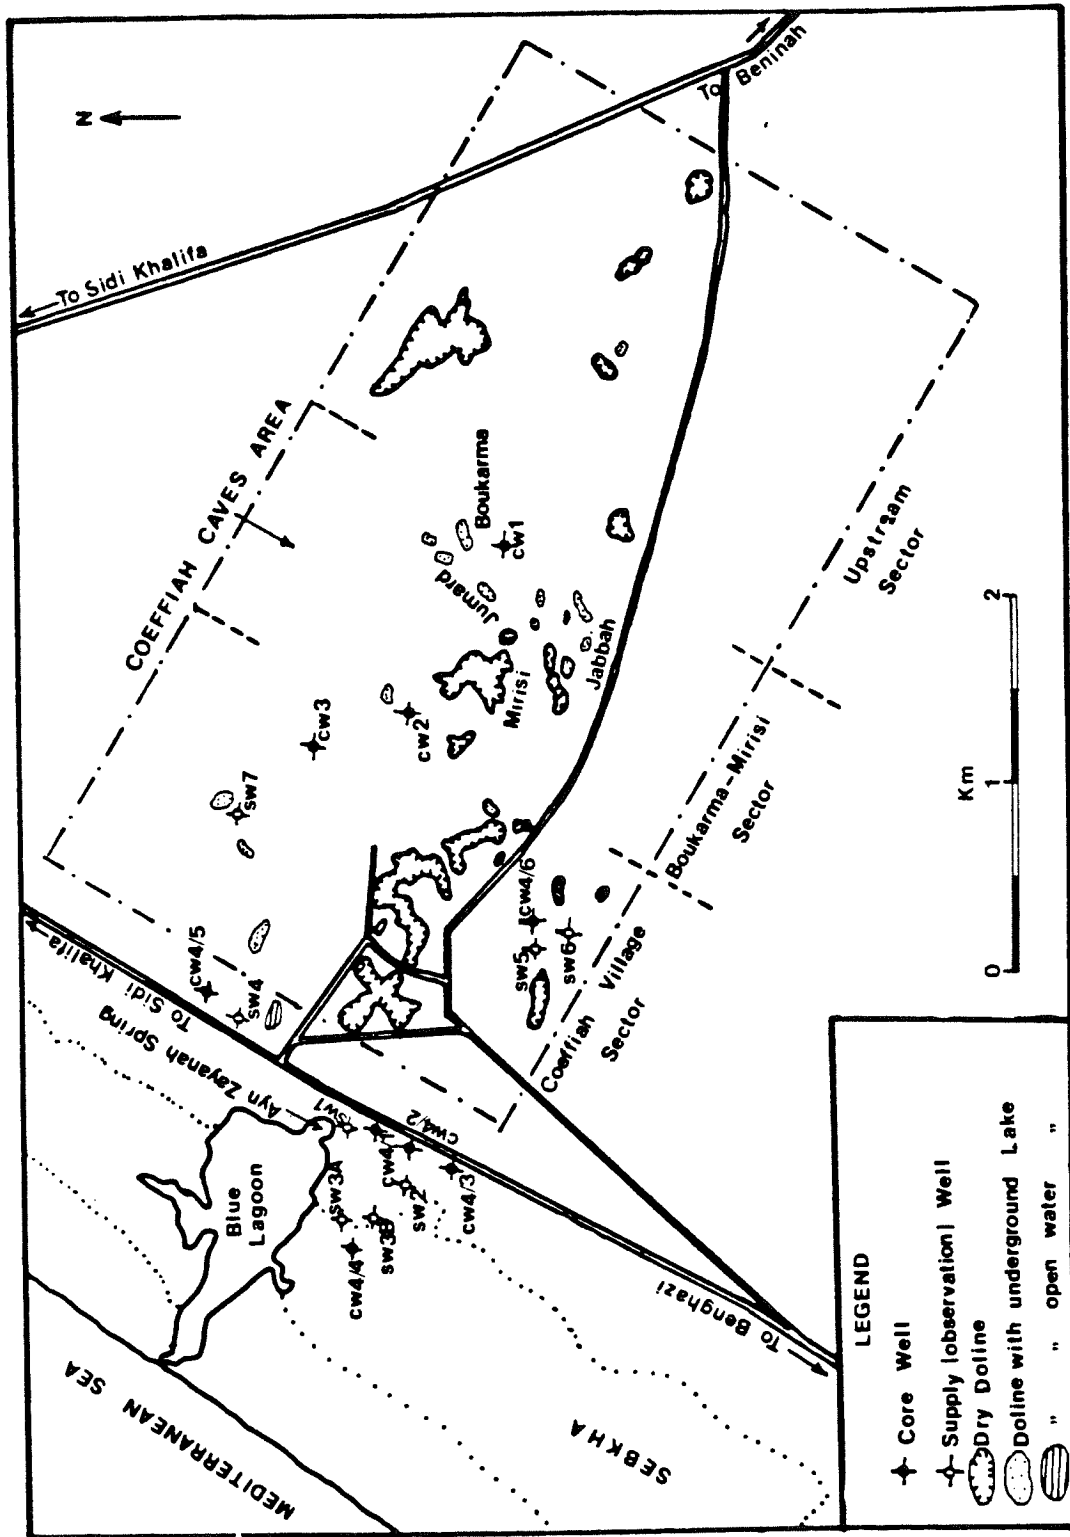 N
To Beninah
To Sidi Khalifa
COEFFIAH CAVES AREA
Boukarma
cw1
Jumard
Jabbah
Mirisi
cw2
cw3
sw7
Upstream
Sector
Boukarma-Mirisi
Sector
Coeffiah Village
Sector
cw4/6
sw5
sw6
cw4/5
sw4
To Sidi Khalifa
Ayn Zayanah Spring
sw1
cw4/2
cw4
sw3A
sw2
cw4/3
sw3B
cw4/4
Blue
Lagoon
To Benghazi
MEDITERRANEAN SEA
SEBKHA
Km
0 1 2
LEGEND
Core Well
Supply (observation) Well
Dry Doline
Doline with underground Lake
" " open water "